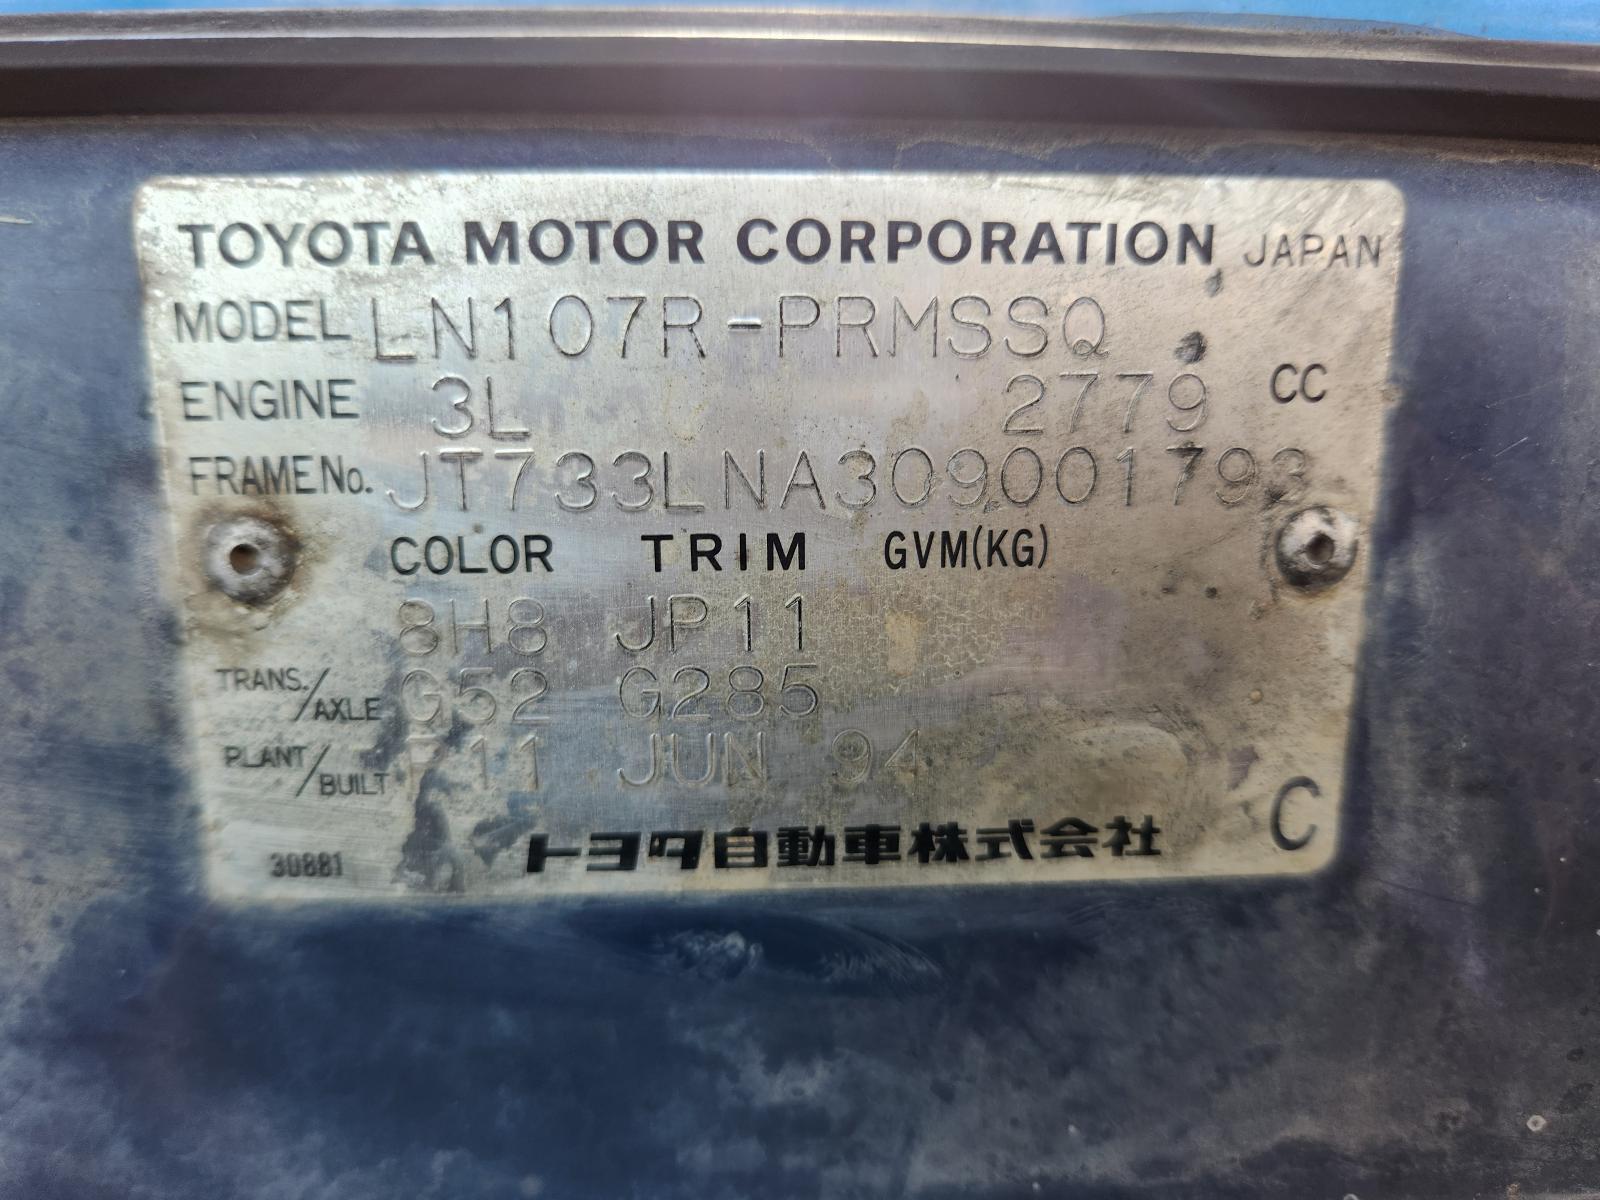 TOYOTA MOTOR CORPORATION JAPAN
MODEL LN107R-PRMSSQ
ENGINE 3L 2779 CC
FRAME No. JT733LNA309001793
COLOR TRIM GVM(KG)
8H8 JP11
TRANS./AXLE G52 G285
PLANT/BUILT P11 JUN 94
トヨタ自動車株式会社 C
30881